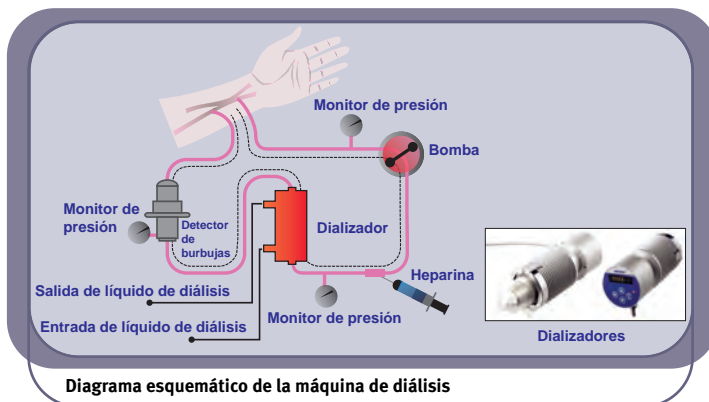 Monitor de presión
Bomba
Monitor de
presión
Detector
de
burbujas
Dializador
Heparina
Salida de líquido de diálisis
Monitor de presión
Entrada de líquido de diálisis
Dializadores
Diagrama esquemático de la máquina de diálisis